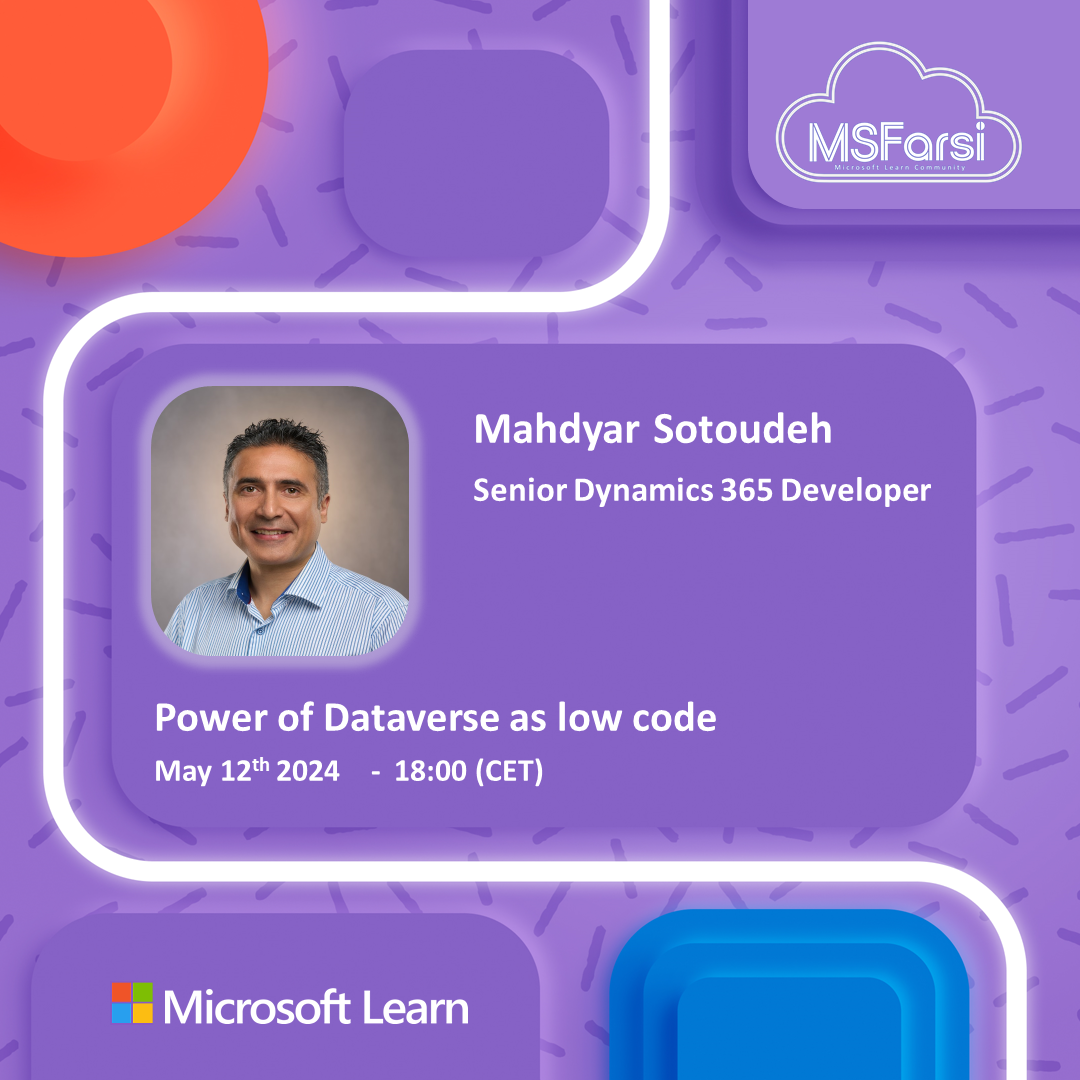 MSFarsi
Microsoft Learn Community
Mahdyar Sotoudeh
Senior Dynamics 365 Developer
Power of Dataverse as low code
May 12th 2024 - 18:00 (CET)
Microsoft Learn